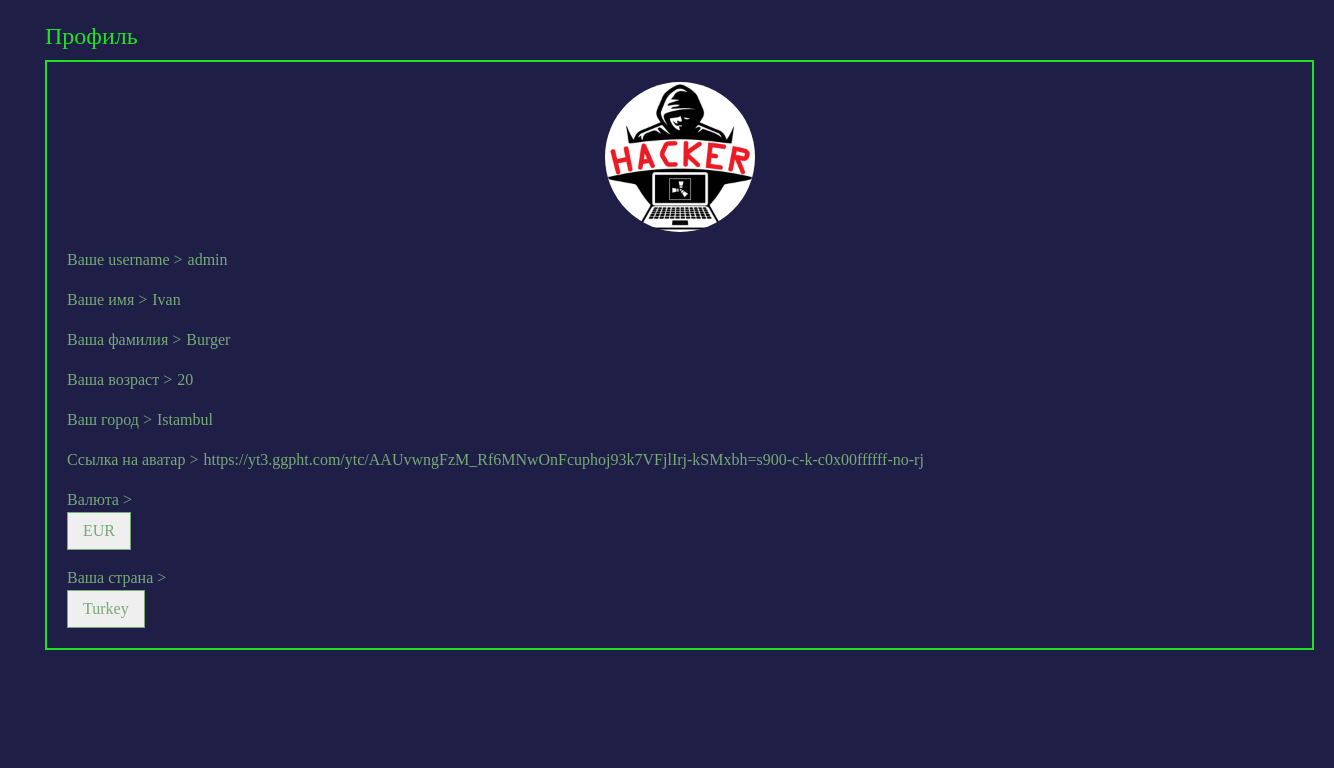 Профиль
HACKER
Ваше username > admin
Ваше имя > Ivan
Ваша фамилия > Burger
Ваша возраст > 20
Ваш город > Istambul
Ссылка на аватар > https://yt3.ggpht.com/ytc/AAUvwngFzM_Rf6MNwOnFcuphoj93k7VFjlIrj-kSMxbh=s900-c-k-c0x00ffffff-no-rj
Валюта >
EUR
Ваша страна >
Turkey